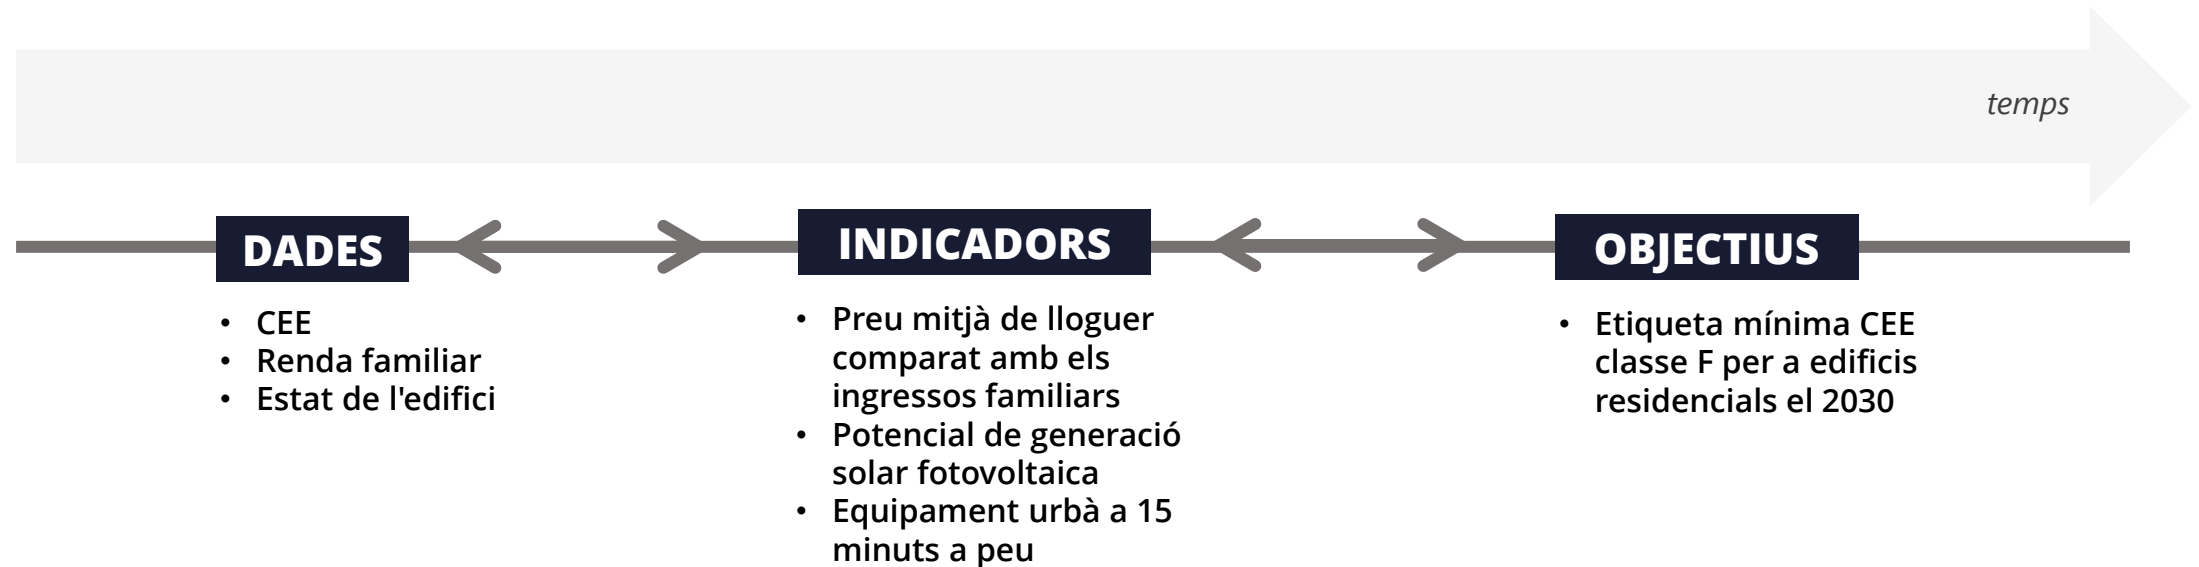 temps
DADES
• CEE
• Renda familiar
• Estat de l'edifici
INDICADORS
• Preu mitjà de lloguer
comparat amb els
ingressos familiars
• Potencial de generació
solar fotovoltaica
• Equipament urbà a 15
minuts a peu
OBJECTIUS
• Etiqueta mínima CEE
classe F per a edificis
residencials el 2030